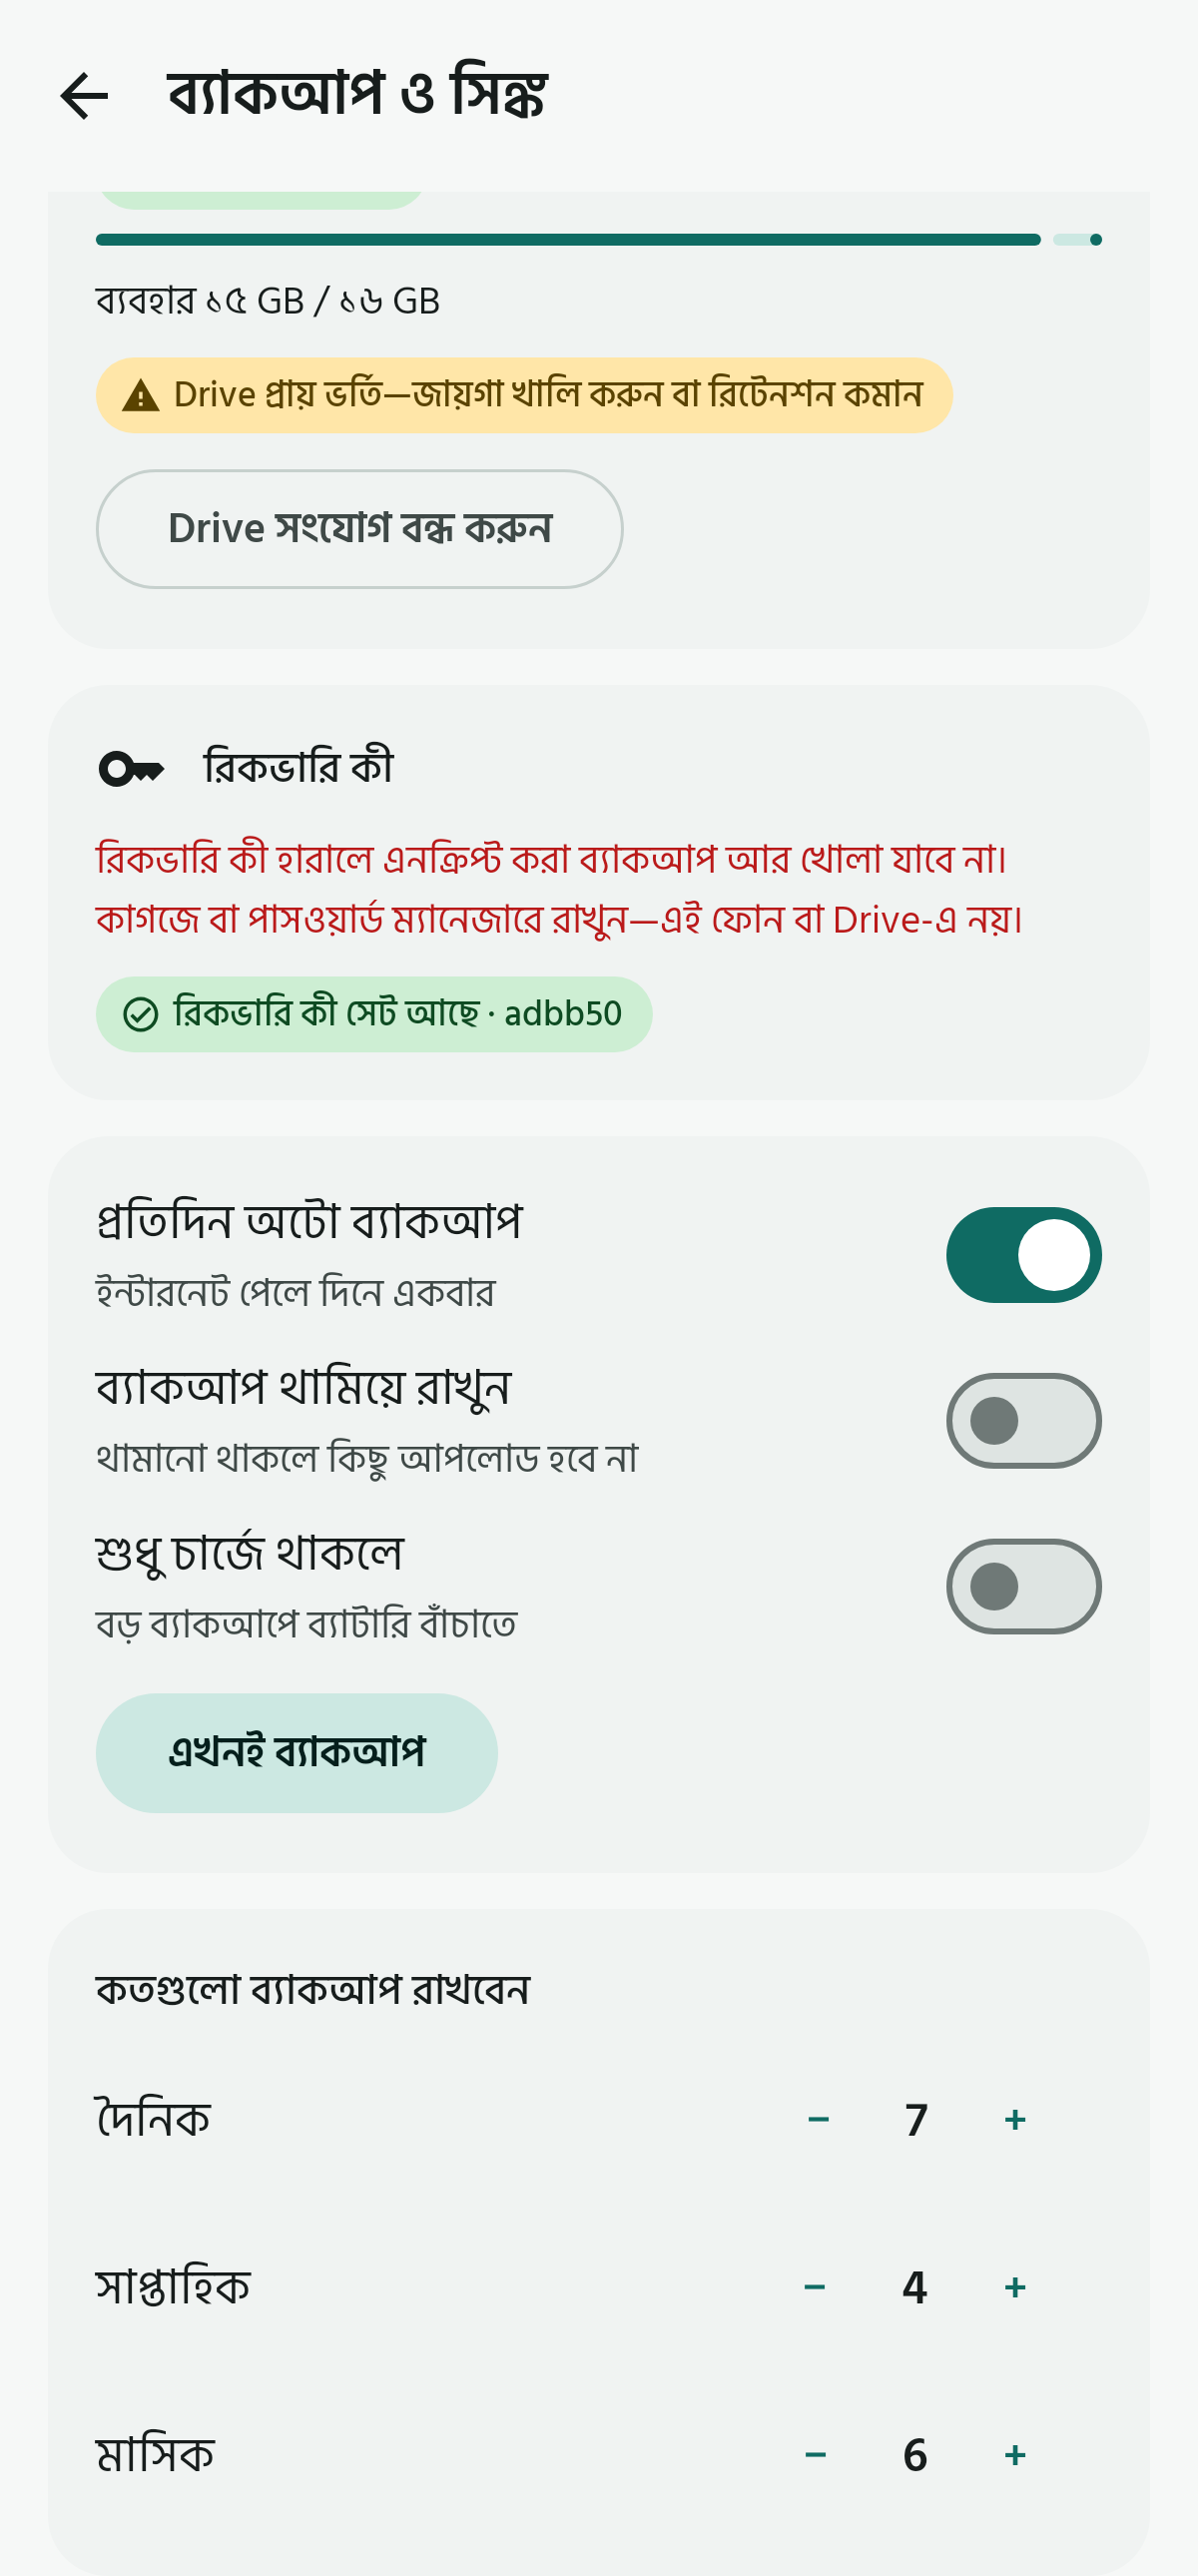 ব্যাকআপ ও সিঙ্ক
ব্যবহার ১৫ GB / ১৬ GB
Drive প্রায় ভর্তি—জায়গা খালি করুন বা রিটেনশন কমান
Drive সংযোগ বন্ধ করুন
রিকভারি কী
রিকভারি কী হারালে এনক্রিপ্ট করা ব্যাকআপ আর খোলা যাবে না।
কাগজে বা পাসওয়ার্ড ম্যানেজারে রাখুন—এই ফোন বা Drive-এ নয়।
রিকভারি কী সেট আছে · adbb50
প্রতিদিন অটো ব্যাকআপ
ইন্টারনেট পেলে দিনে একবার
ব্যাকআপ থামিয়ে রাখুন
থামানো থাকলে কিছু আপলোড হবে না
শুধু চার্জে থাকলে
বড় ব্যাকআপে ব্যাটারি বাঁচাতে
এখনই ব্যাকআপ
কতগুলো ব্যাকআপ রাখবেন
দৈনিক − 7 +
সাপ্তাহিক − 4 +
মাসিক − 6 +